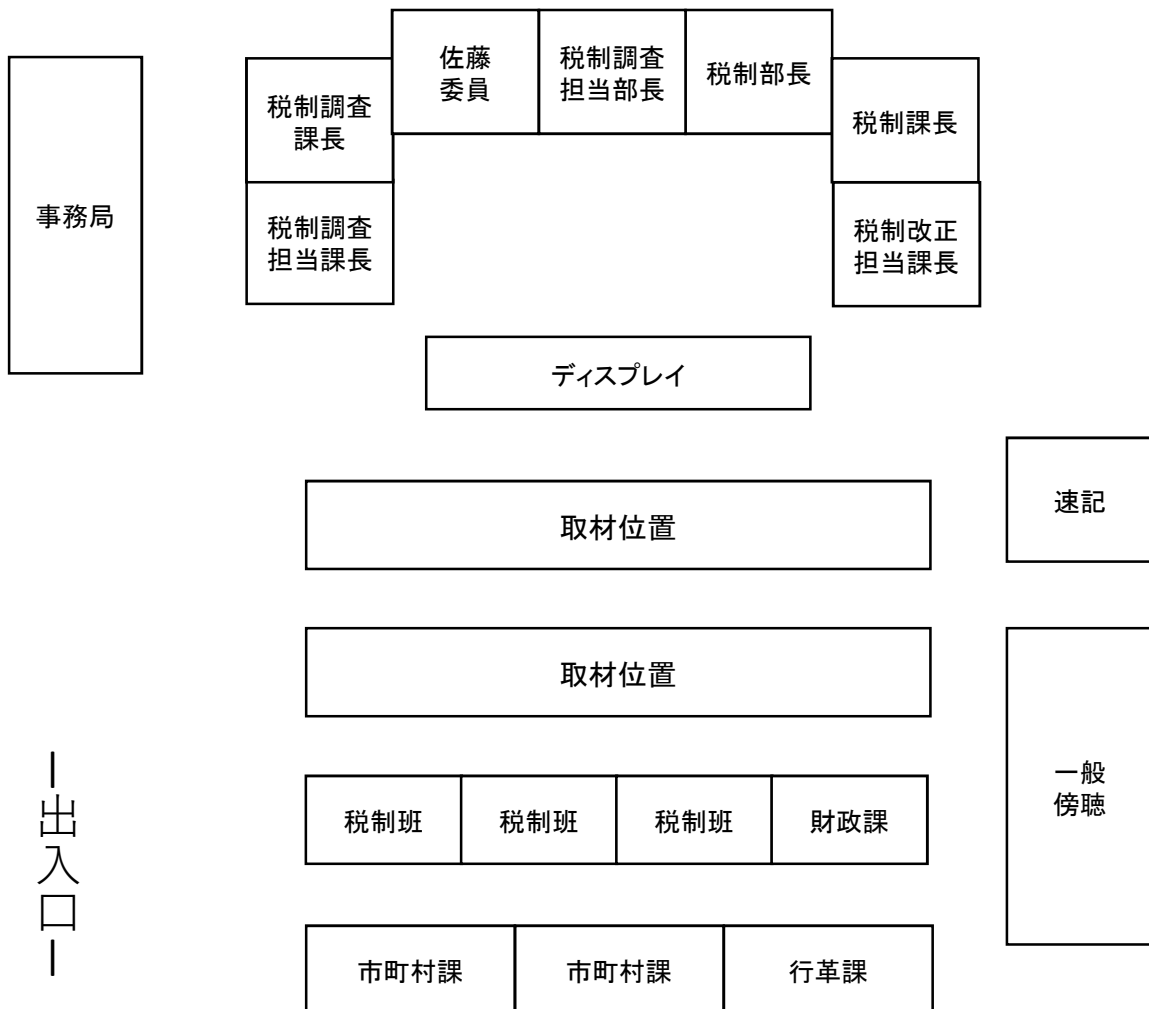 佐藤
委員
税制調査
担当部長
税制部長
税制調査
課長
税制課長
事務局
税制調査
担当課長
税制改正
担当課長
ディスプレイ
取材位置
速記
取材位置
一般
傍聴
出入口
税制班
税制班
税制班
財政課
市町村課
市町村課
行革課